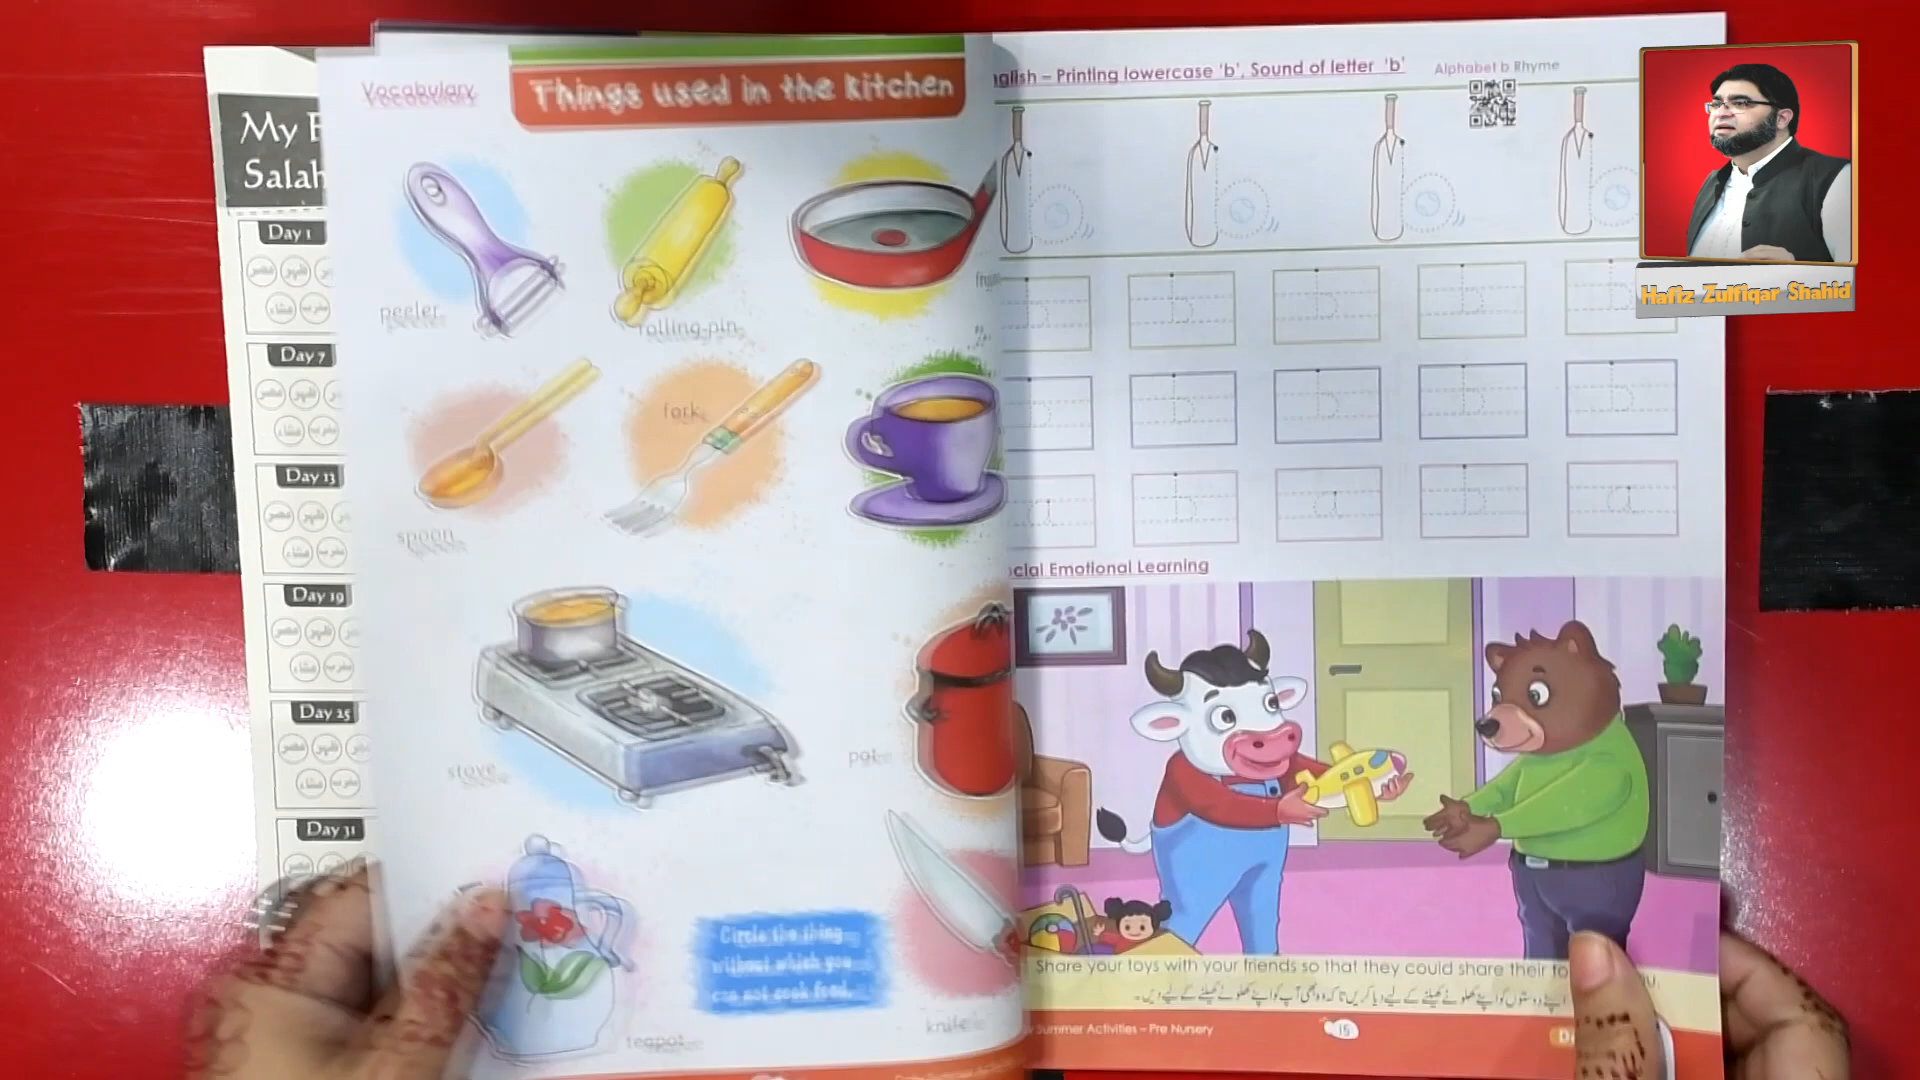 My
Salah
Day 1
Day 7
Day 13
Day 19
Day 25
Day 31
Vocabulary
Things used in the kitchen
peeler
rolling pin
spoon
fork
stove
pot
Circle the thing
without which you
can not cook food.
teapot
knife
– Printing lowercase 'b', Sound of letter 'b'
Alphabet b Rhyme
Emotional Learning
Share your toys with your friends so that they could share their
Summer Activities – Pre Nursery
15
Hafiz Zulfiqar Shahid